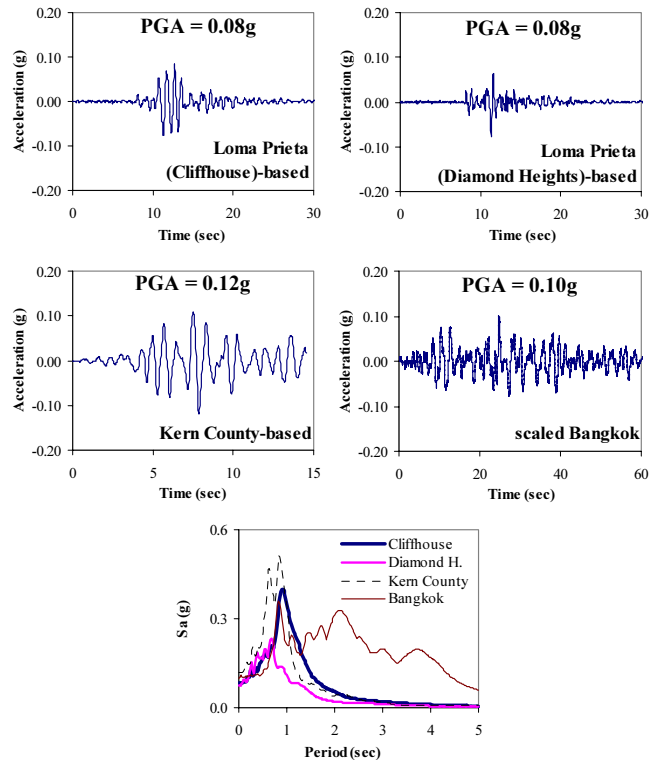 PGA = 0.08g
0.20
0.10
0.00
-0.10
-0.20
Acceleration (g)
Loma Prieta
(Cliffhouse)-based
0 10 20 30
Time (sec)
PGA = 0.08g
0.20
0.10
0.00
-0.10
-0.20
Acceleration (g)
Loma Prieta
(Diamond Heights)-based
0 10 20 30
Time (sec)
PGA = 0.12g
0.20
0.10
0.00
-0.10
-0.20
Acceleration (g)
Kern County-based
0 5 10 15
Time (sec)
PGA = 0.10g
0.20
0.10
0.00
-0.10
-0.20
Acceleration (g)
scaled Bangkok
0 20 40 60
Time (sec)
0.6
0.3
0.0
Sa (g)
Cliffhouse
Diamond H.
Kern County
Bangkok
0 1 2 3 4 5
Period (sec)